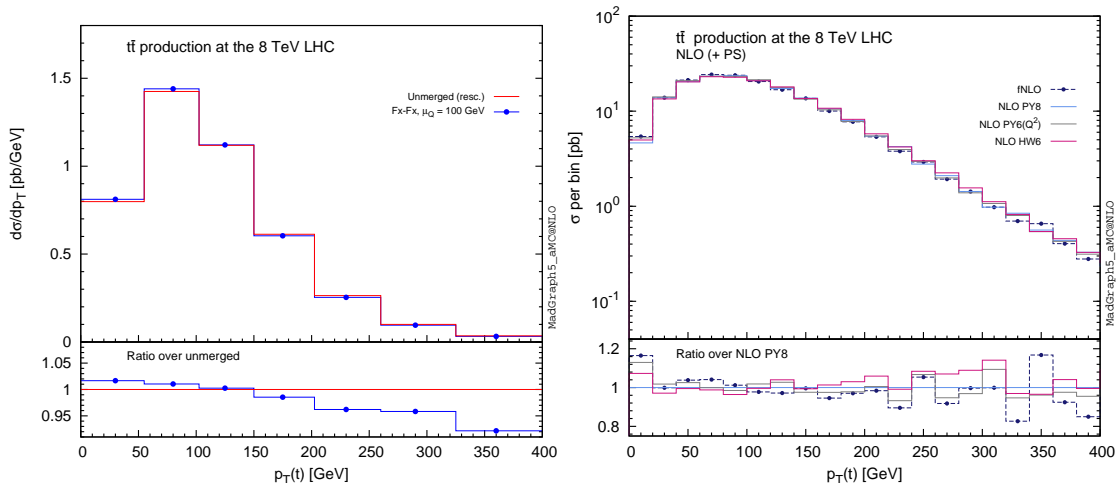 tt̄ production at the 8 TeV LHC
Unmerged (resc.)
Fx-Fx, μQ = 100 GeV
dσ/dpT [pb/GeV]
1.5
1
0.5
0
MadGraph5_aMC@NLO
Ratio over unmerged
1.05
1
0.95
0 50 100 150 200 250 300 350 400
pT(t) [GeV]
tt̄ production at the 8 TeV LHC
NLO (+ PS)
fNLO
NLO PY8
NLO PY6(Q²)
NLO HW6
σ per bin [pb]
10²
10¹
10⁰
10⁻¹
MadGraph5_aMC@NLO
Ratio over NLO PY8
1.2
1.0
0.8
0 50 100 150 200 250 300 350 400
pT(t) [GeV]